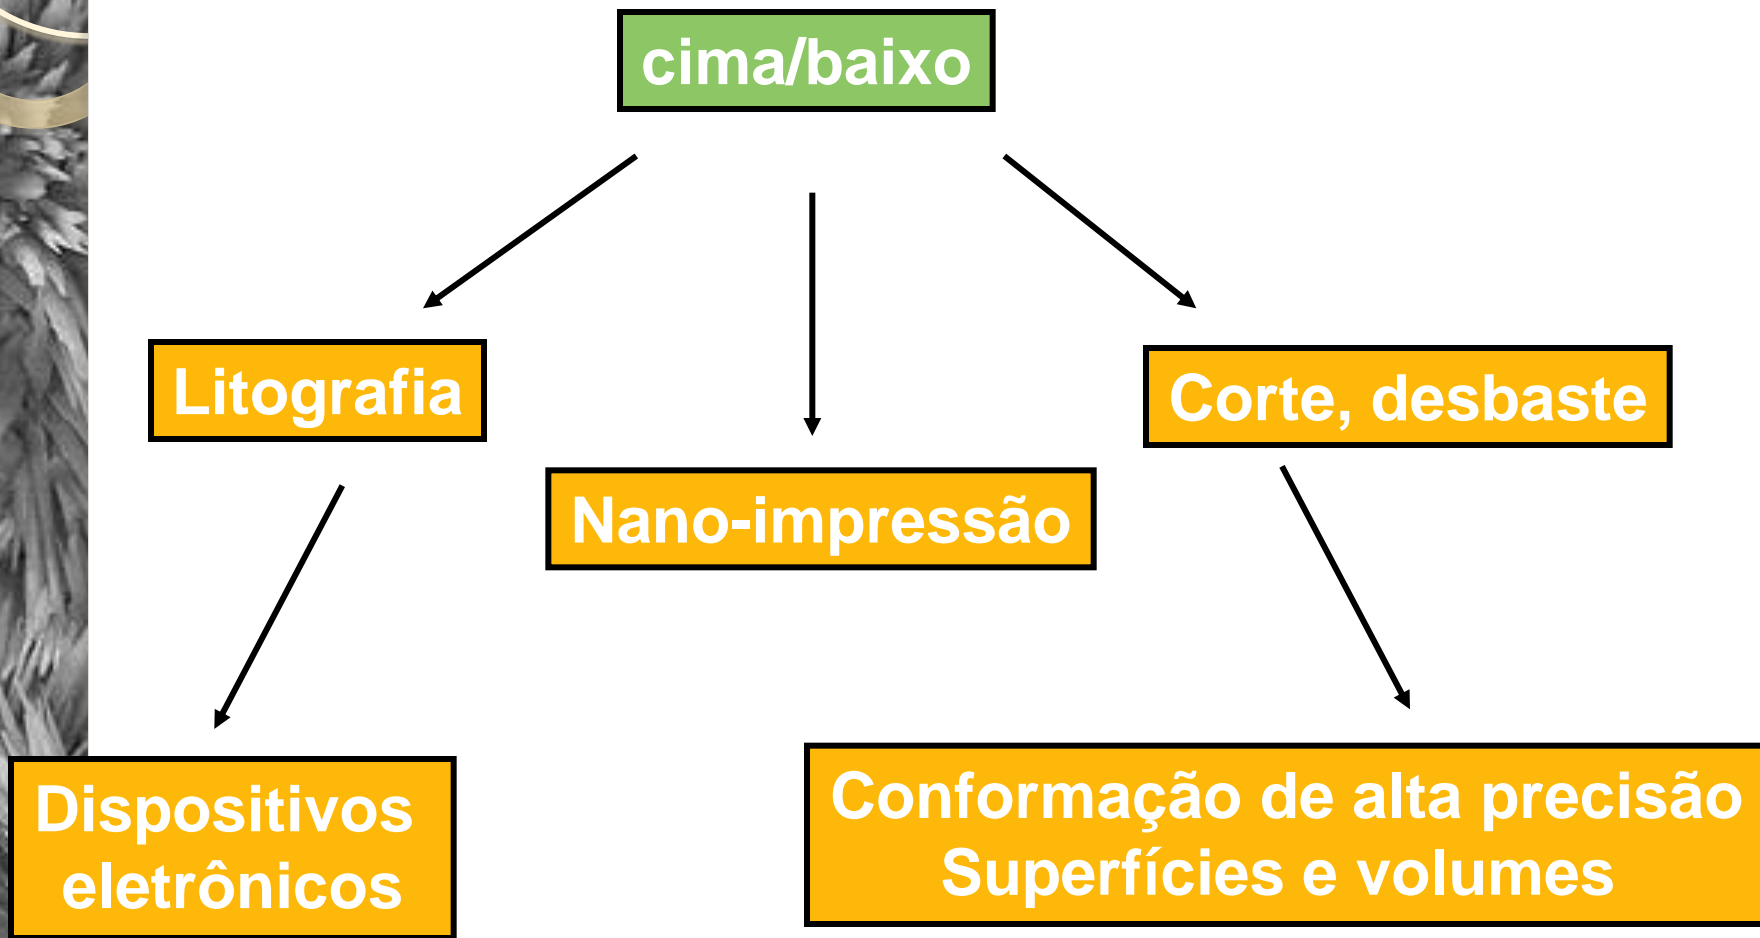 cima/baixo
Litografia
Corte, desbaste
Nano-impressão
Dispositivos
eletrônicos
Conformação de alta precisão
Superfícies e volumes